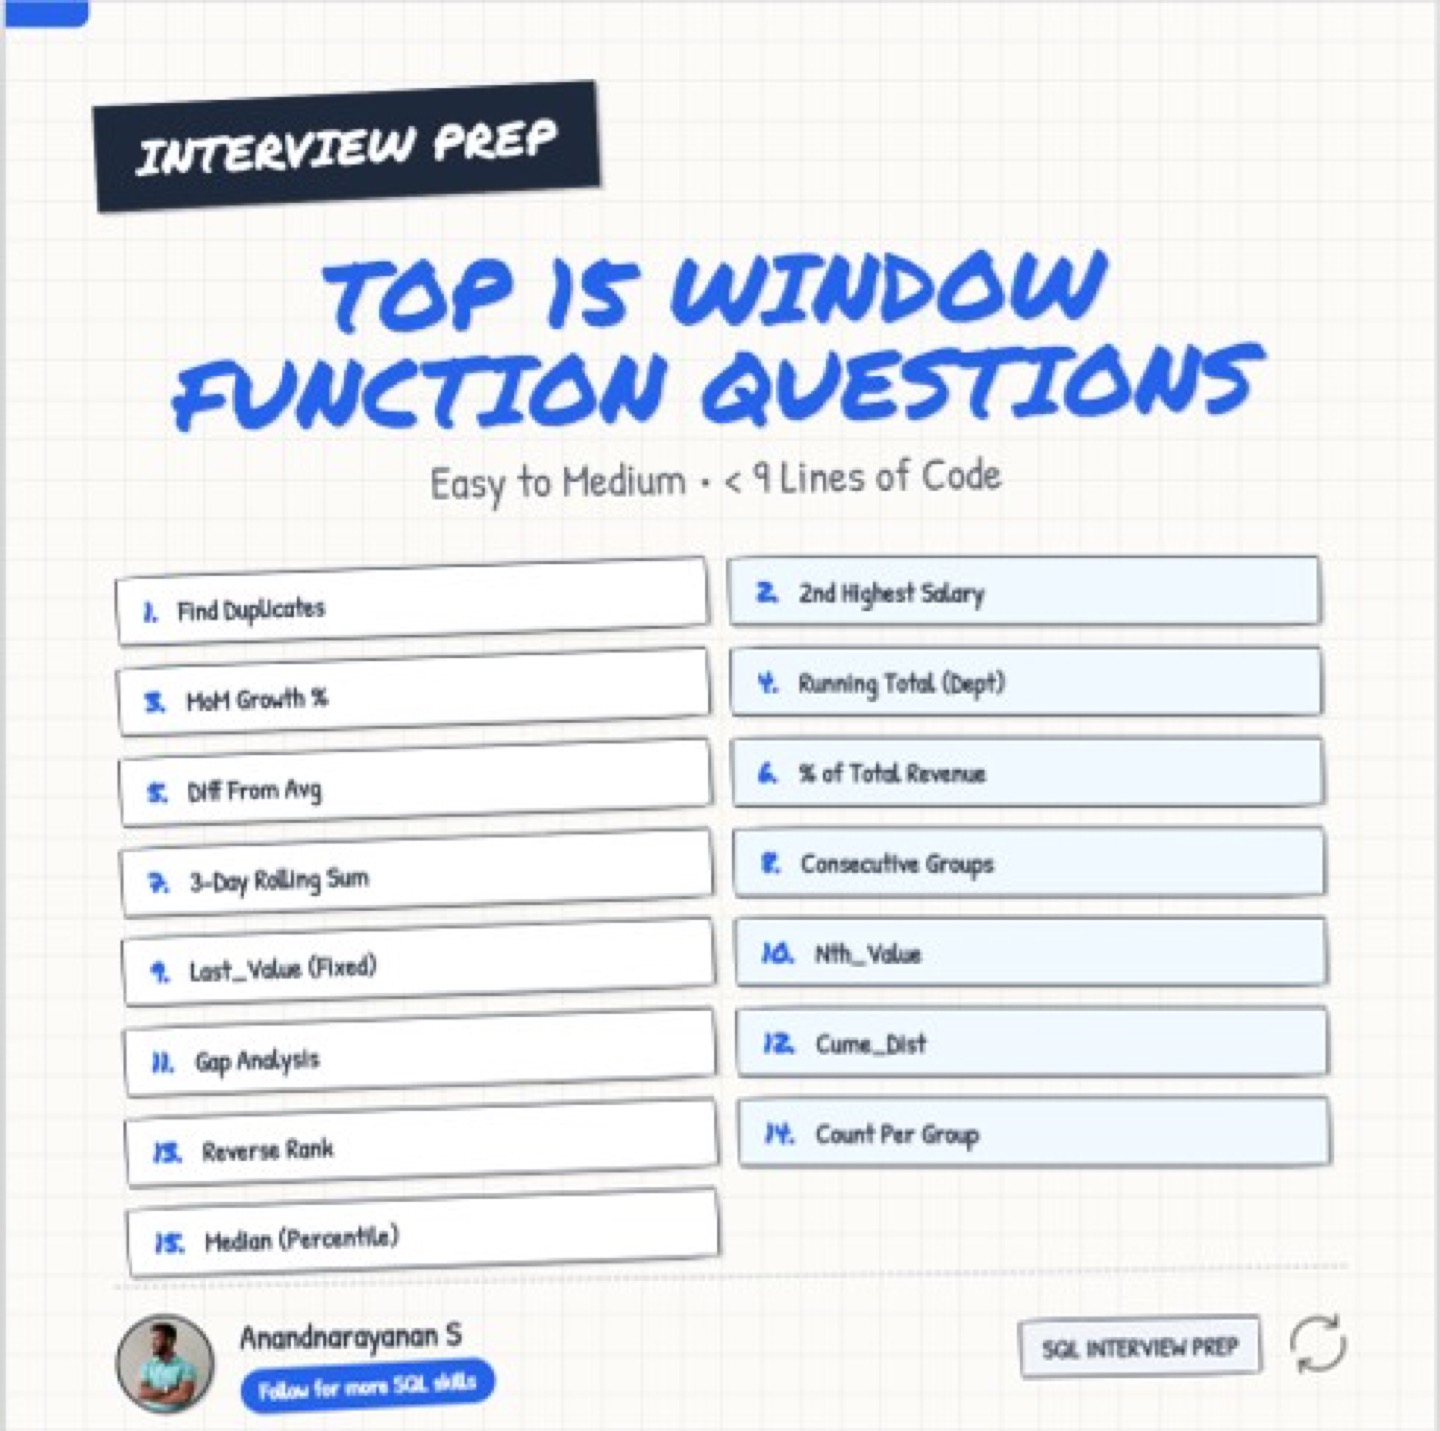 INTERVIEW PREP
TOP 15 WINDOW
FUNCTION QUESTIONS
Easy to Medium • < 9 Lines of Code
1. Find Duplicates
2. 2nd Highest Salary
3. MoM Growth %
4. Running Total (Dept)
5. Diff From Avg
6. % of Total Revenue
7. 3-Day Rolling Sum
8. Consecutive Groups
9. Last_Value (Fixed)
10. Nth_Value
11. Gap Analysis
12. Cume_Dist
13. Reverse Rank
14. Count Per Group
15. Median (Percentile)
Anandnarayanan S
Follow for more SQL skills
SQL INTERVIEW PREP